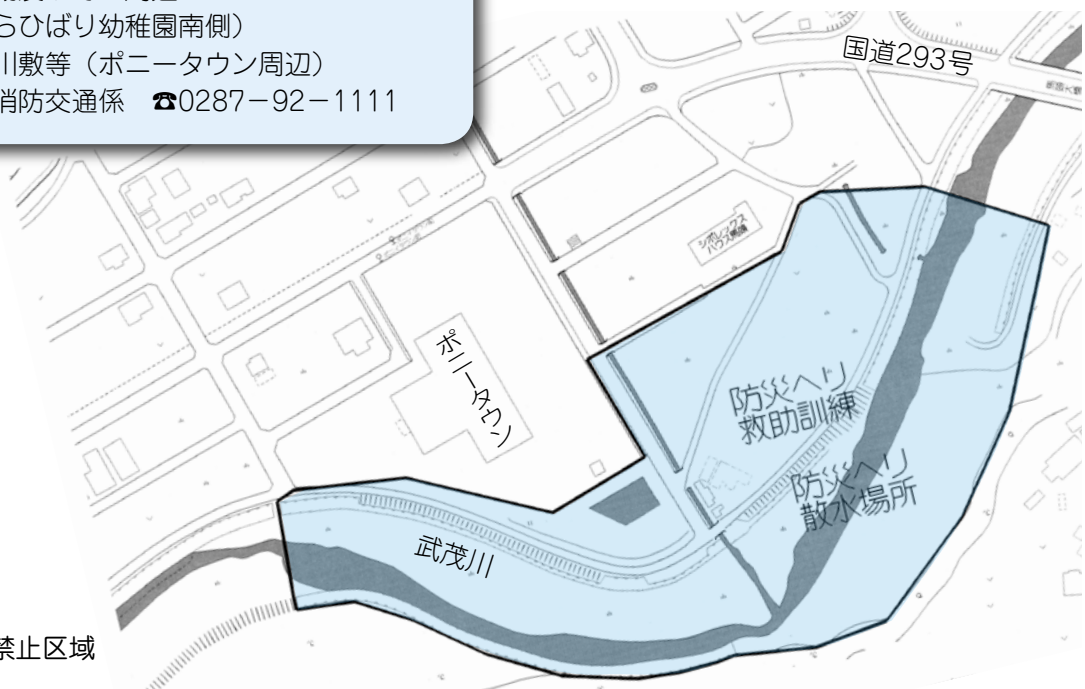 らひばり幼稚園南側）
川敷等（ポニータウン周辺）
消防交通係　☎0287－92－1111
国道293号
ポニータウン
防災ヘリ
救助訓練
防災ヘリ
散水場所
武茂川
禁止区域